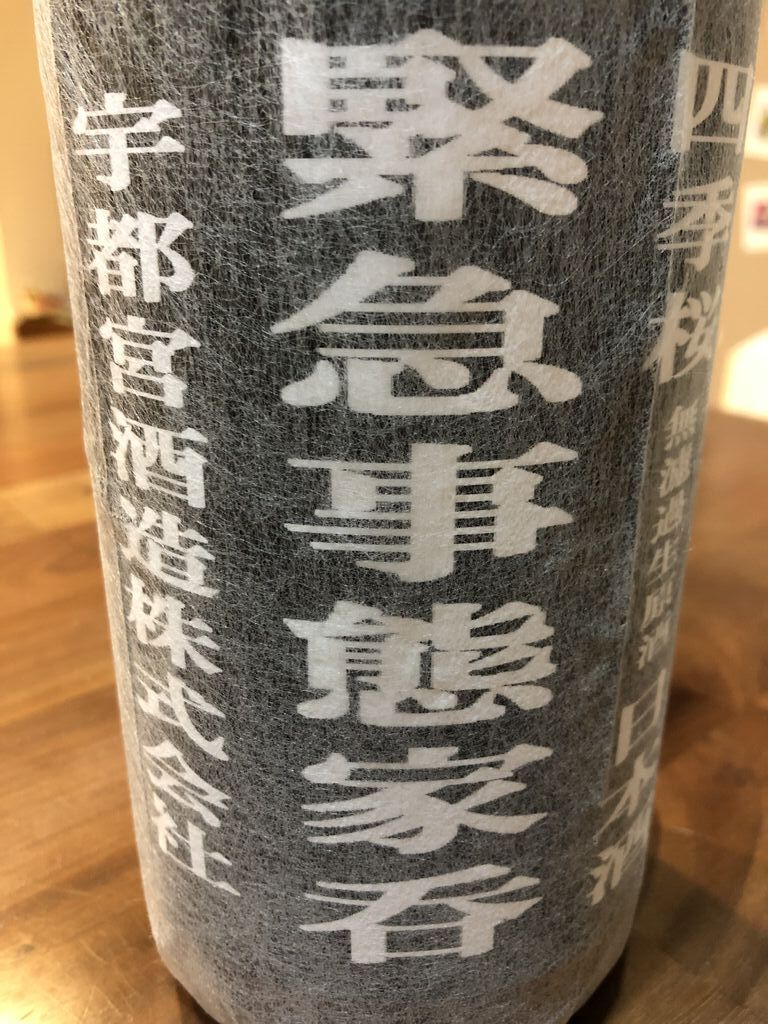 四季桜 無濾過生原酒 日本酒
緊急事態家呑
宇都宮酒造株式会社